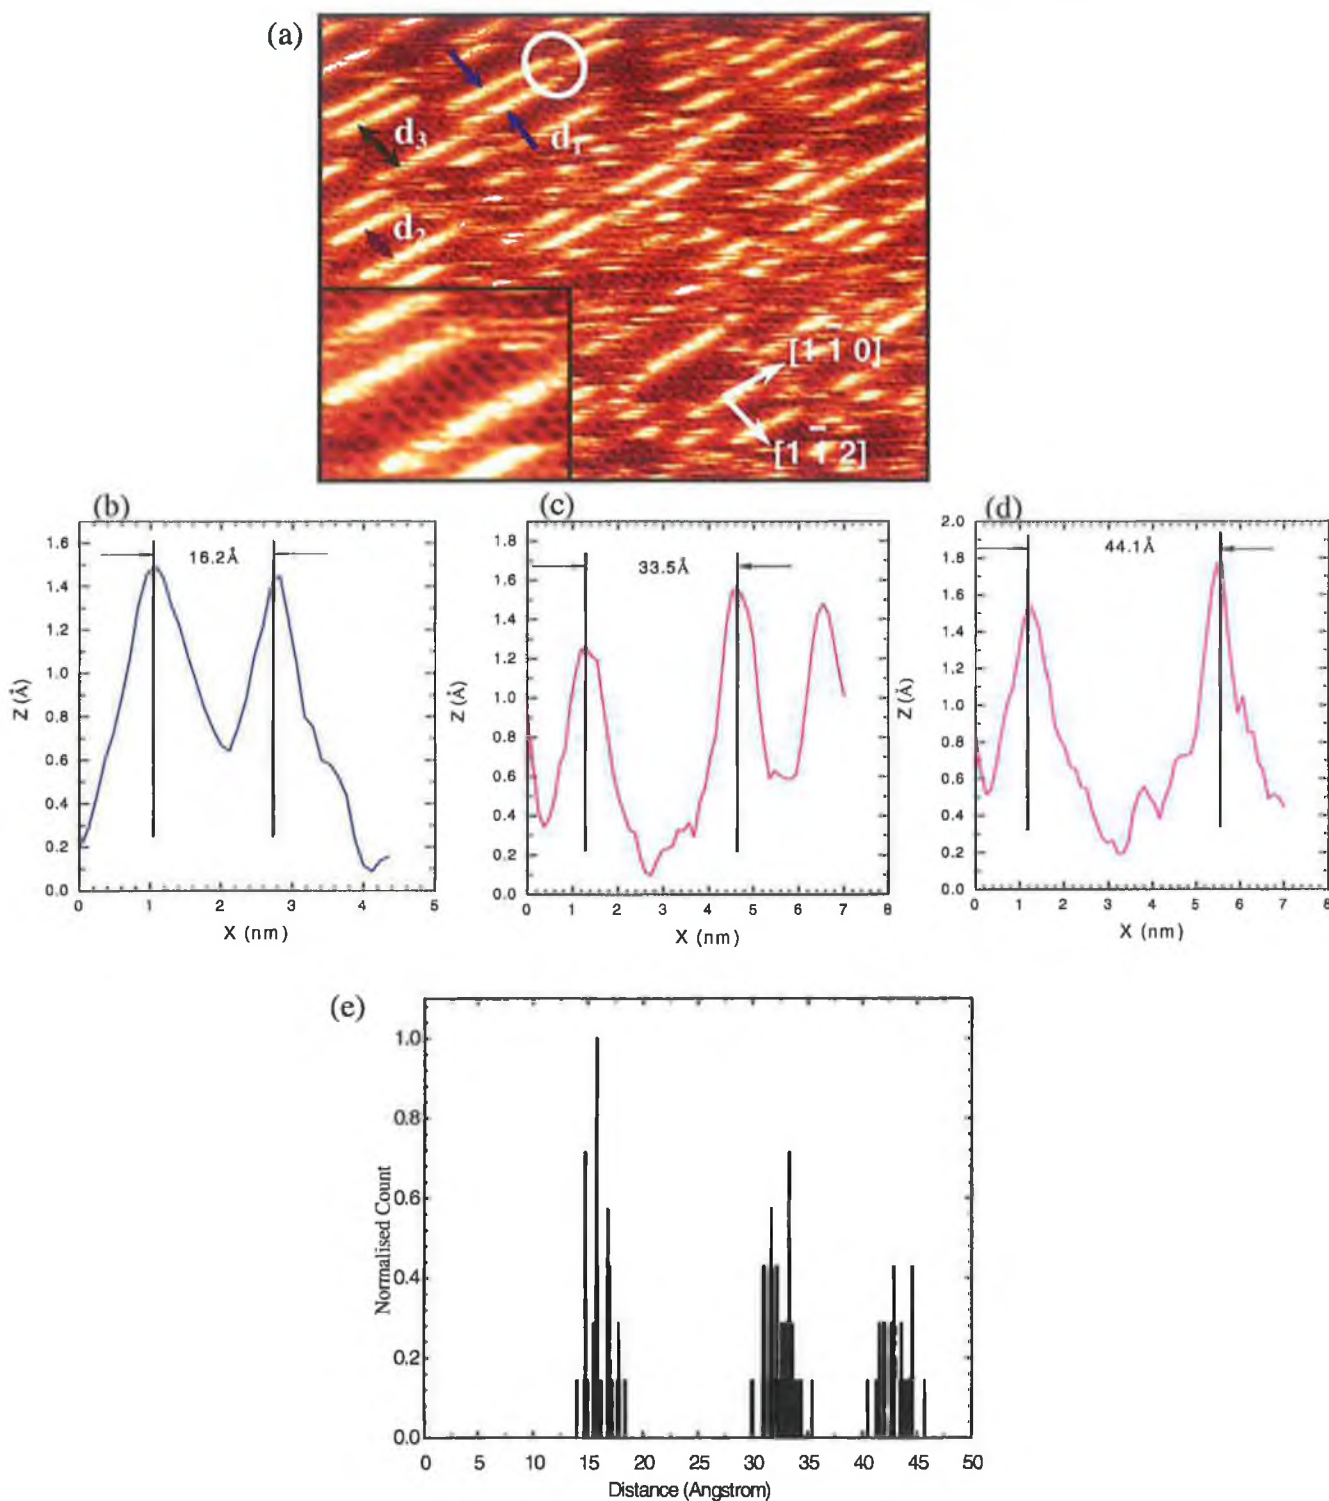 (a)
d₃
d₁
d₂
[1 1̅ 0]
[1 1̅ 2]
(b)
16.2Å
Z (Å)
1.6
1.4
1.2
1.0
0.8
0.6
0.4
0.2
0.0
0 1 2 3 4 5
X (nm)
(c)
33.5Å
Z (Å)
1.8
1.6
1.4
1.2
1.0
0.8
0.6
0.4
0.2
0.0
0 1 2 3 4 5 6 7 8
X (nm)
(d)
44.1Å
Z (Å)
2.0
1.8
1.6
1.4
1.2
1.0
0.8
0.6
0.4
0.2
0.0
0 1 2 3 4 5 6 7 8
X (nm)
(e)
Normalised Count
1.0
0.8
0.6
0.4
0.2
0.0
0 5 10 15 20 25 30 35 40 45 50
Distance (Angstrom)